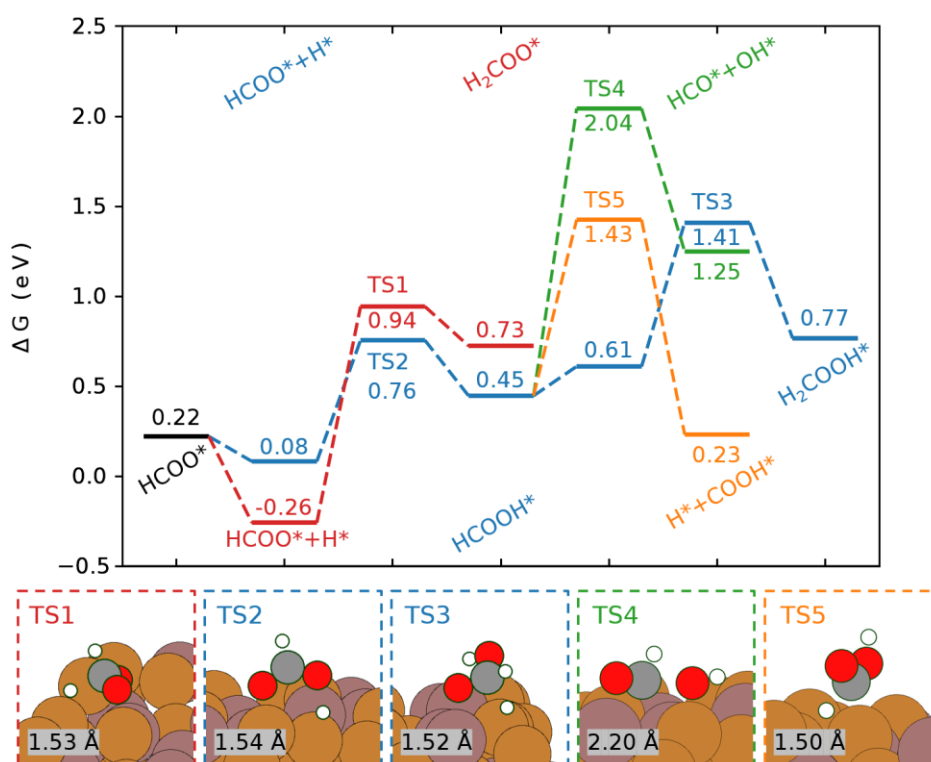 2.5
HCOO*+H*
H₂COO*
HCO*+OH*
TS4
2.04
2.0
TS5
1.43
TS3
1.41
1.25
1.5
Δ G (eV)
TS1
0.94
TS2
0.76
0.73
1.0
0.77
H₂COOH*
0.61
0.45
0.5
0.22
HCOO*
0.08
0.23
H*+COOH*
0.0
-0.26
HCOO*+H*
HCOOH*
−0.5
TS1
1.53 Å
TS2
1.54 Å
TS3
1.52 Å
TS4
2.20 Å
TS5
1.50 Å